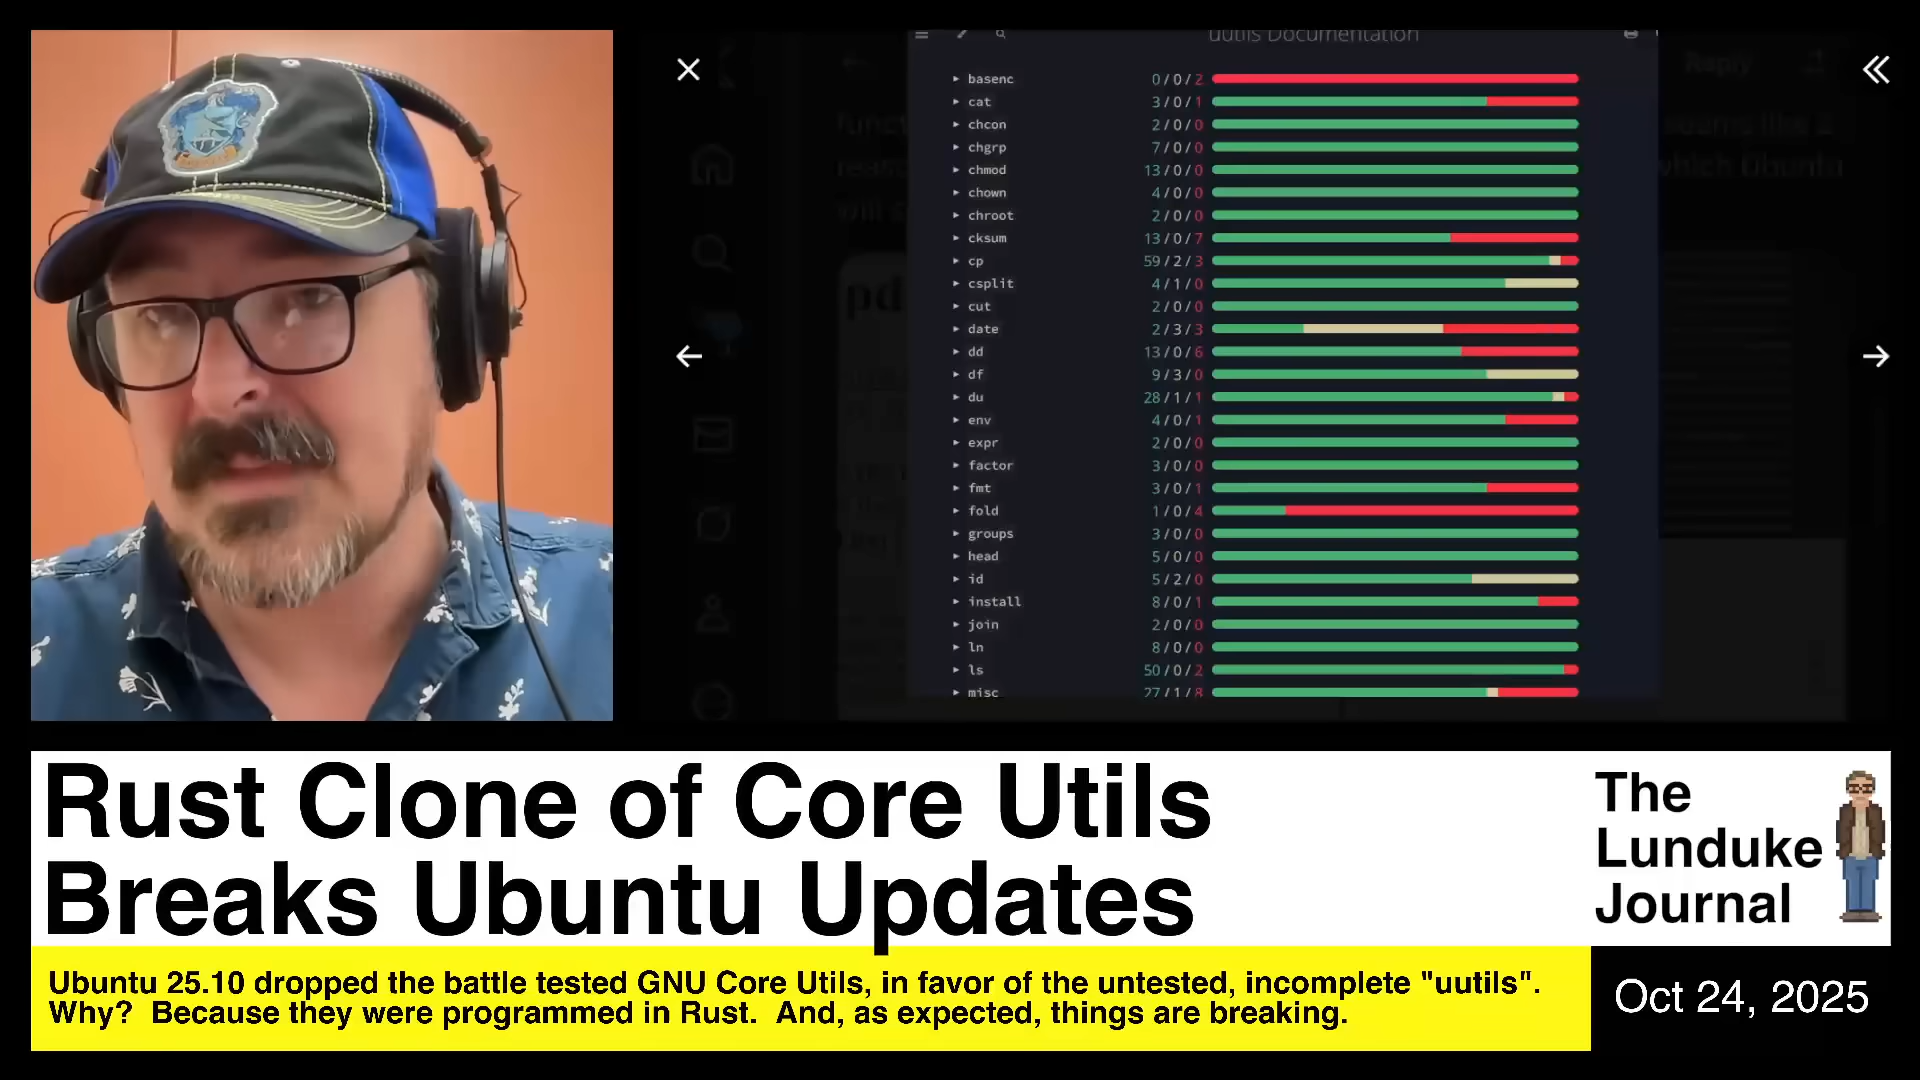 uutils Documentation
Reply
basenc 0/0/2
cat 3/0/1
chcon 2/0/0
chgrp 7/0/0
chmod 13/0/0
chown 4/0/0
chroot 2/0/0
cksum 13/0/7
cp 59/2/3
csplit 4/1/0
cut 2/0/0
date 2/3/3
dd 13/0/6
df 9/3/0
du 28/1/1
env 4/0/1
expr 2/0/0
factor 3/0/0
fmt 3/0/1
fold 1/0/4
groups 3/0/0
head 5/0/0
id 5/2/0
install 8/0/1
join 2/0/0
ln 8/0/0
ls 50/0/2
misc 27/1/8
which Ubuntu
Rust Clone of Core Utils
Breaks Ubuntu Updates
The
Lunduke
Journal
Ubuntu 25.10 dropped the battle tested GNU Core Utils, in favor of the untested, incomplete "uutils".
Why?  Because they were programmed in Rust.  And, as expected, things are breaking.
Oct 24, 2025